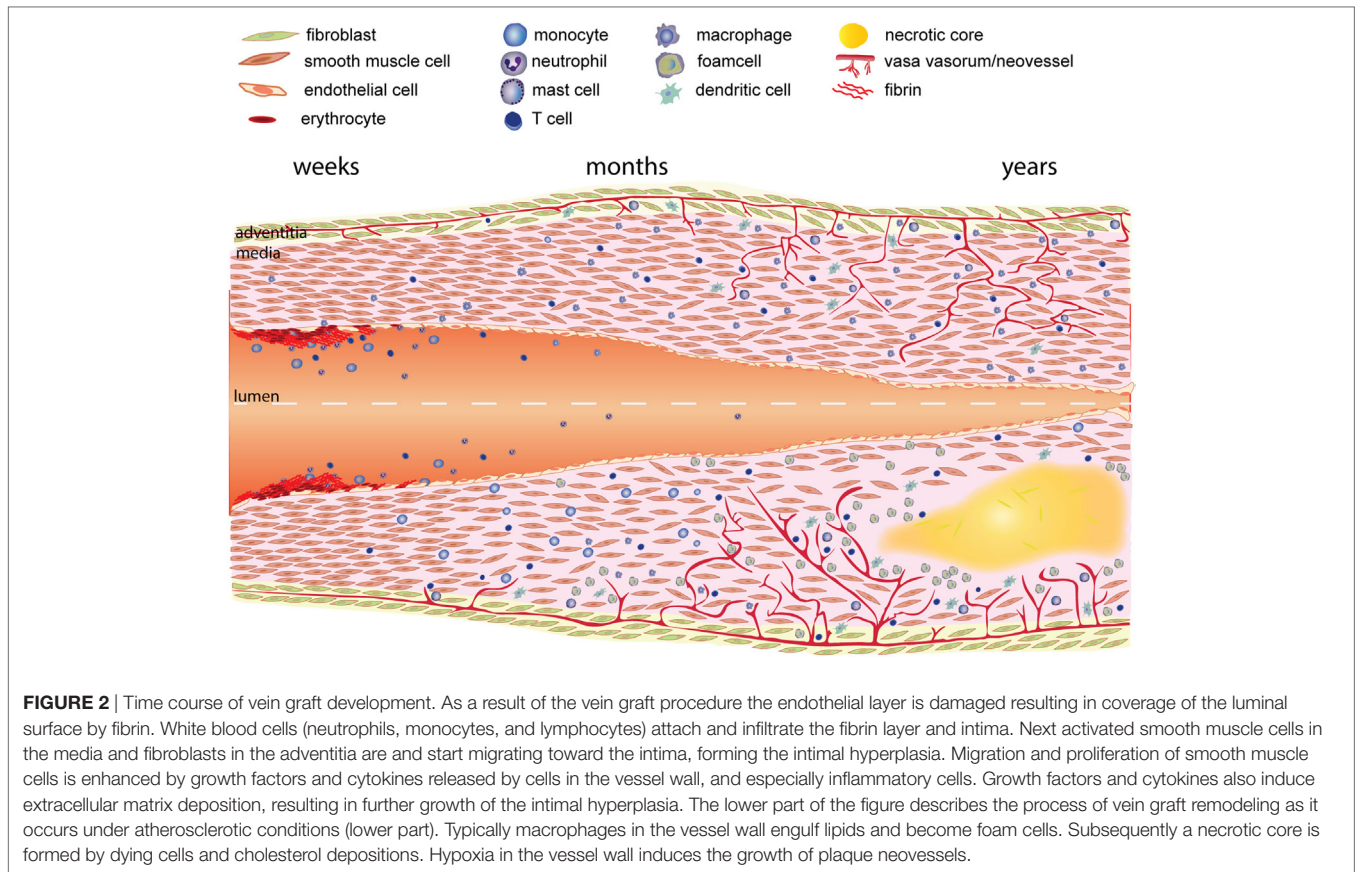 fibroblast monocyte macrophage necrotic core
smooth muscle cell neutrophil foamcell vasa vasorum/neovessel
endothelial cell mast cell dendritic cell fibrin
erythrocyte T cell
weeks months years
adventitia
media
lumen
FIGURE 2 | Time course of vein graft development. As a result of the vein graft procedure the endothelial layer is damaged resulting in coverage of the luminal
surface by fibrin. White blood cells (neutrophils, monocytes, and lymphocytes) attach and infiltrate the fibrin layer and intima. Next activated smooth muscle cells in
the media and fibroblasts in the adventitia are and start migrating toward the intima, forming the intimal hyperplasia. Migration and proliferation of smooth muscle
cells is enhanced by growth factors and cytokines released by cells in the vessel wall, and especially inflammatory cells. Growth factors and cytokines also induce
extracellular matrix deposition, resulting in further growth of the intimal hyperplasia. The lower part of the figure describes the process of vein graft remodeling as it
occurs under atherosclerotic conditions (lower part). Typically macrophages in the vessel wall engulf lipids and become foam cells. Subsequently a necrotic core is
formed by dying cells and cholesterol depositions. Hypoxia in the vessel wall induces the growth of plaque neovessels.